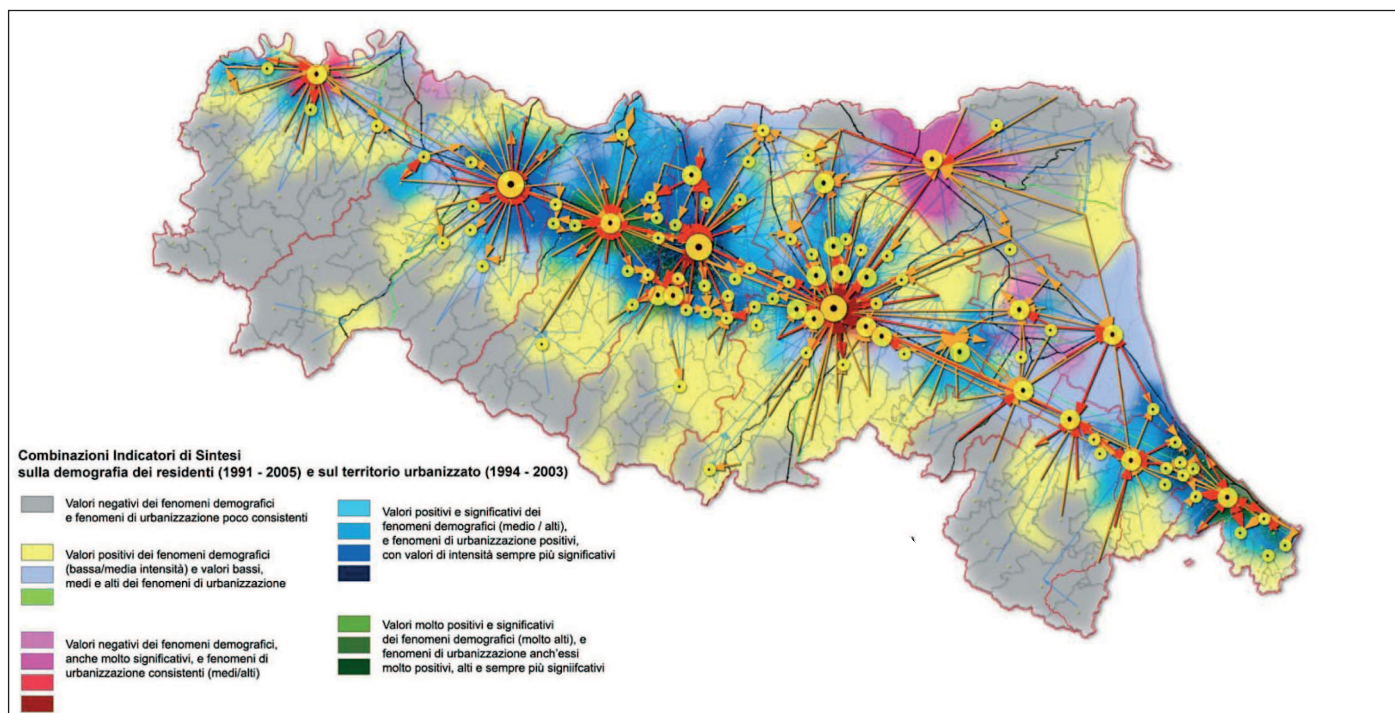 Combinazioni Indicatori di Sintesi
sulla demografia dei residenti (1991 - 2005) e sul territorio urbanizzato (1994 - 2003)
Valori negativi dei fenomeni demografici
e fenomeni di urbanizzazione poco consistenti
Valori positivi dei fenomeni demografici
(bassa/media intensità) e valori bassi,
medi e alti dei fenomeni di urbanizzazione
Valori negativi dei fenomeni demografici,
anche molto significativi, e fenomeni di
urbanizzazione consistenti (medi/alti)
Valori positivi e significativi dei
fenomeni demografici (medio / alti),
e fenomeni di urbanizzazione positivi,
con valori di intensità sempre più significativi
Valori molto positivi e significativi
dei fenomeni demografici (molto alti), e
fenomeni di urbanizzazione anch'essi
molto positivi, alti e sempre più signiifcativi